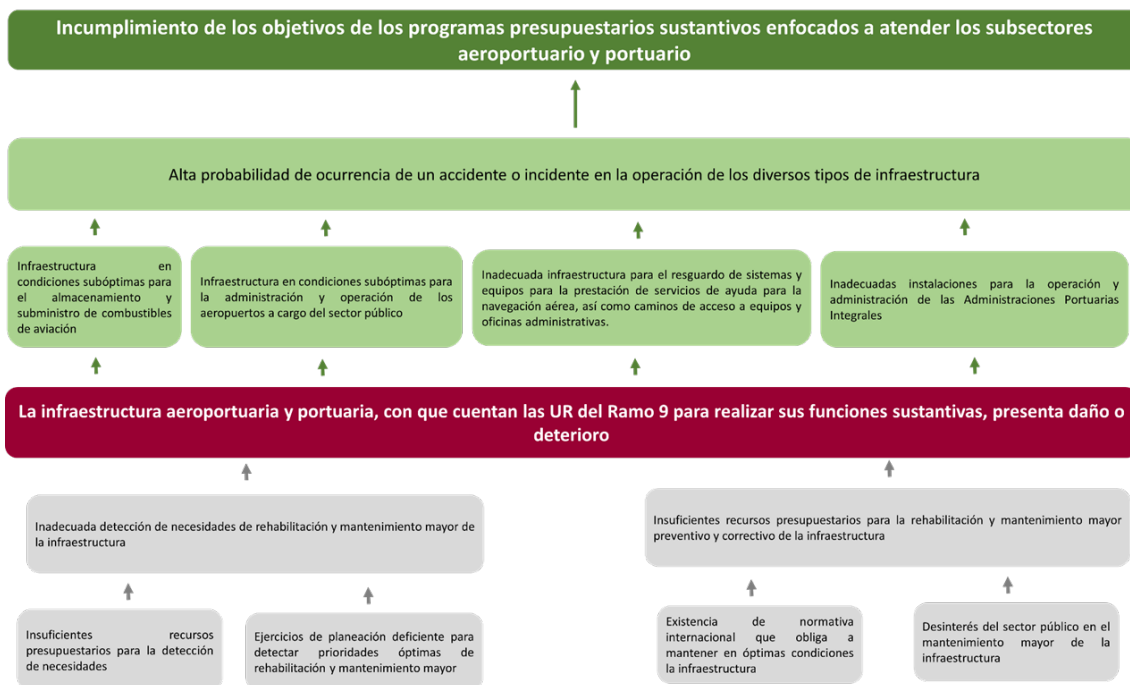 Incumplimiento de los objetivos de los programas presupuestarios sustantivos enfocados a atender los subsectores
aeroportuario y portuario
Alta probabilidad de ocurrencia de un accidente o incidente en la operación de los diversos tipos de infraestructura
Infraestructura en
condiciones subóptimas para
el almacenamiento y
subministro de combustibles
de aviación
Infraestructura en condiciones subóptimas para
la administración y operación de los
aeropuertos a cargo del sector público
Inadecuada infraestructura para el resguardo de sistemas y
equipos para la prestación de servicios de ayuda para la
navegación aérea, así como caminos de acceso a equipos y
oficinas administrativas.
Inadecuadas instalaciones para la operación y
administración de las Administraciones Portuarias
Integrales
La infraestructura aeroportuaria y portuaria, con que cuentan las UR del Ramo 9 para realizar sus funciones sustantivas, presenta daño o
deterioro
Inadecuada detección de necesidades de rehabilitación y mantenimiento mayor de
la infraestructura
Insuficientes recursos presupuestarios para la rehabilitación y mantenimiento mayor
preventivo y correctivo de la infraestructura
Insuficientes recursos
presupuestarios para la detección
de necesidades
Ejercicios de planeación deficiente para
detectar prioridades óptimas de
rehabilitación y mantenimiento mayor
Existencia de normativa
internacional que obliga a
mantener en óptimas condiciones
la infraestructura
Desinterés del sector público en el
mantenimiento mayor de la
infraestructura